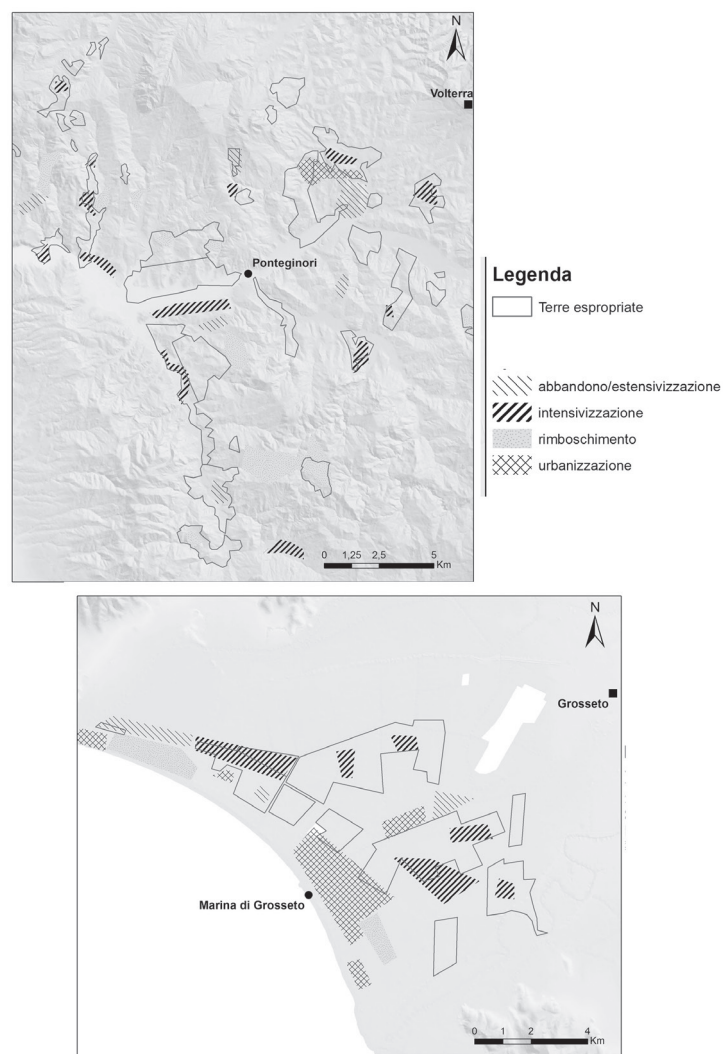 N
Volterra
Ponteginori
0 1,25 2,5 5
Km
Legenda
Terre espropriate
abbandono/estensivizzazione
intensivizzazione
rimboschimento
urbanizzazione
N
Grosseto
Marina di Grosseto
0 1 2 4
Km